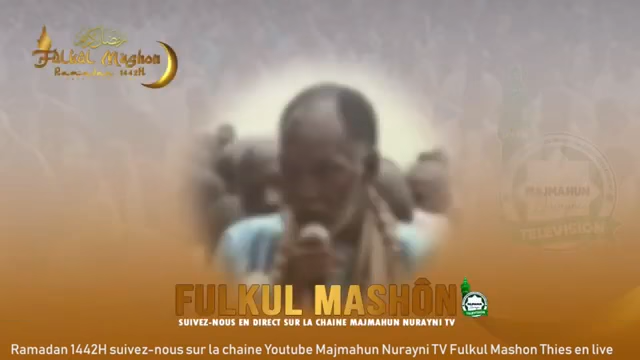 Fulkul Mashon
Ramadan 1442H
MAJMAHUN
TELEVISION
FULKUL MASHÔN
SUIVEZ-NOUS EN DIRECT SUR LA CHAINE MAJMAHUN NURAYNI TV
Ramadan 1442H suivez-nous sur la chaine Youtube Majmahun Nurayni TV Fulkul Mashon Thies en live